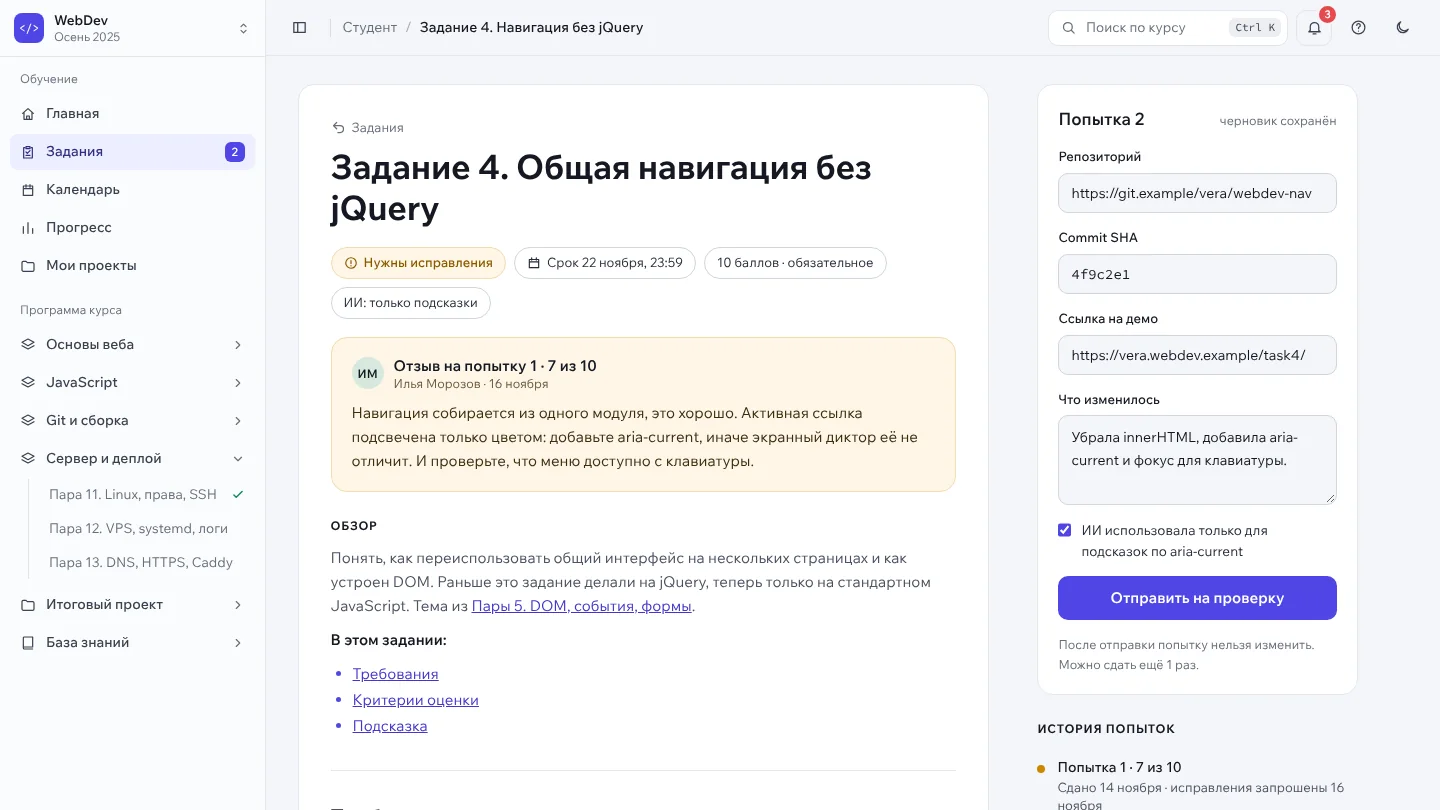 </>
WebDev
Осень 2025
Обучение
Главная
Задания
2
Календарь
Прогресс
Мои проекты
Программа курса
Основы веба
JavaScript
Git и сборка
Сервер и деплой
Пара 11. Linux, права, SSH
Пара 12. VPS, systemd, логи
Пара 13. DNS, HTTPS, Caddy
Итоговый проект
База знаний
Студент / Задание 4. Навигация без jQuery
Поиск по курсу
Ctrl K
3
Задания
Задание 4. Общая навигация без
jQuery
Нужны исправления
Срок 22 ноября, 23:59
10 баллов · обязательное
ИИ: только подсказки
ИМ
Отзыв на попытку 1 · 7 из 10
Илья Морозов · 16 ноября
Навигация собирается из одного модуля, это хорошо. Активная ссылка
подсвечена только цветом: добавьте aria-current, иначе экранный диктор её не
отличит. И проверьте, что меню доступно с клавиатуры.
ОБЗОР
Понять, как переиспользовать общий интерфейс на нескольких страницах и как
устроен DOM. Раньше это задание делали на jQuery, теперь только на стандартном
JavaScript. Тема из Пары 5. DOM, события, формы.
В этом задании:
Требования
Критерии оценки
Подсказка
Попытка 2
черновик сохранён
Репозиторий
https://git.example/vera/webdev-nav
Commit SHA
4f9c2e1
Ссылка на демо
https://vera.webdev.example/task4/
Что изменилось
Убрала innerHTML, добавила aria-
current и фокус для клавиатуры.
ИИ использовала только для
подсказок по aria-current
Отправить на проверку
После отправки попытку нельзя изменить.
Можно сдать ещё 1 раз.
ИСТОРИЯ ПОПЫТОК
Попытка 1 · 7 из 10
Сдано 14 ноября · исправления запрошены 16
ноября